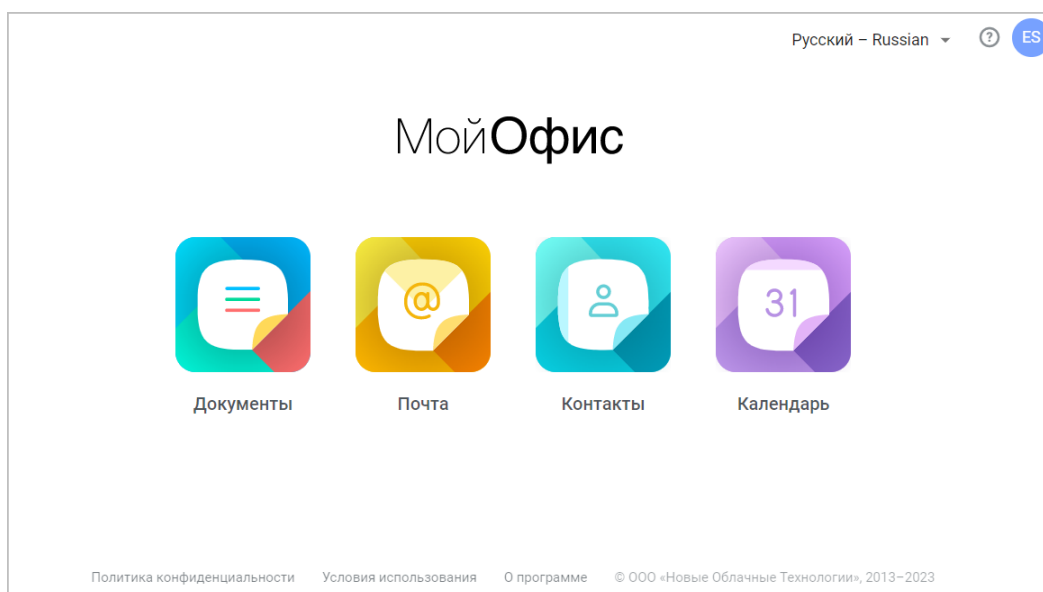 Русский – Russian
?
ES
МойОфис
@
31
Документы
Почта
Контакты
Календарь
Политика конфиденциальности Условия использования О программе © ООО «Новые Облачные Технологии», 2013–2023